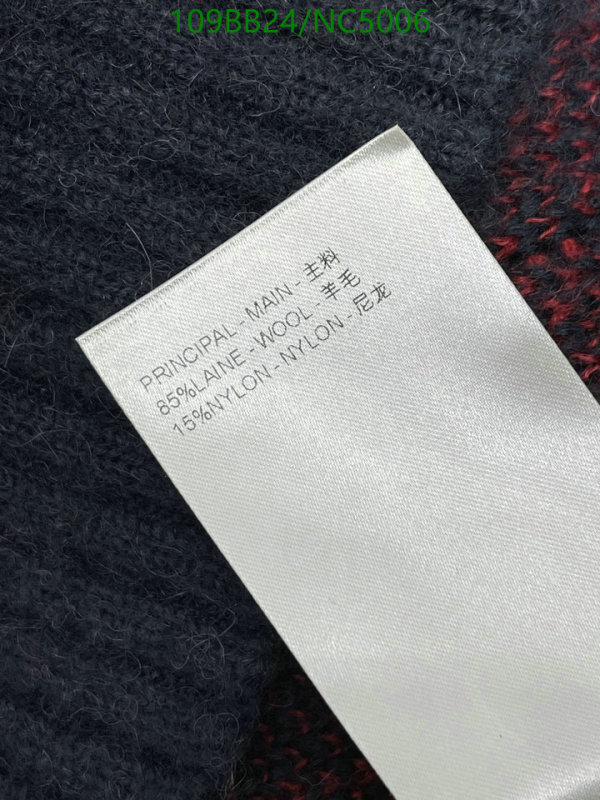 109BB24/NC5006
PRINCIPAL - MAIN - 主料
85%LAINE - WOOL - 羊毛
15%NYLON - NYLON - 尼龙